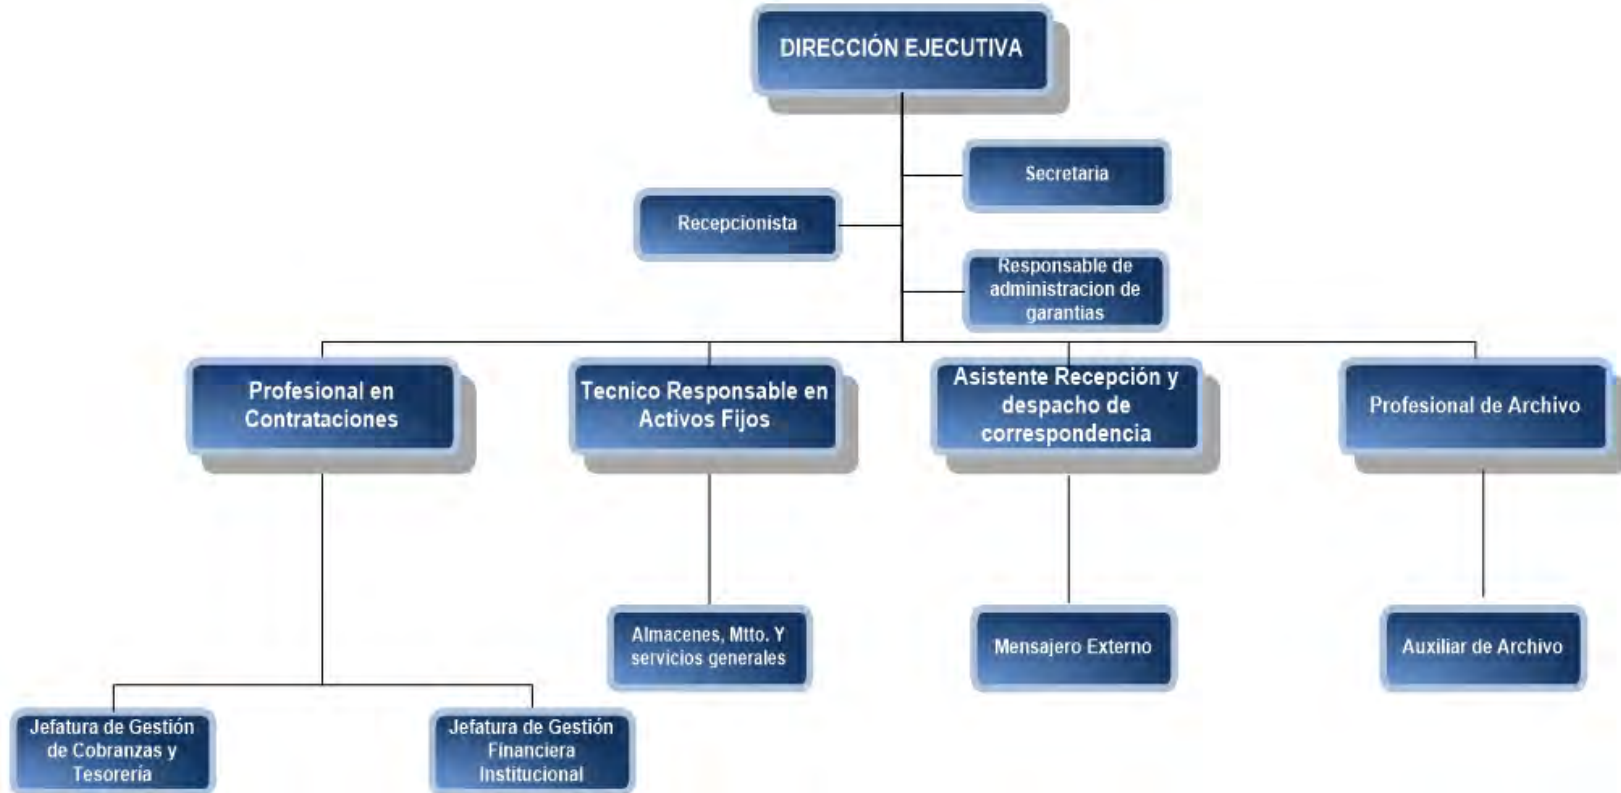 DIRECCIÓN EJECUTIVA
Secretaria
Recepcionista
Responsable de
administracion de
garantias
Profesional en
Contrataciones
Tecnico Responsable en
Activos Fijos
Asistente Recepción y
despacho de
correspondencia
Profesional de Archivo
Almacenes, Mtto. Y
servicios generales
Mensajero Externo
Auxiliar de Archivo
Jefatura de Gestión
de Cobranzas y
Tesorería
Jefatura de Gestión
Financiera
Institucional